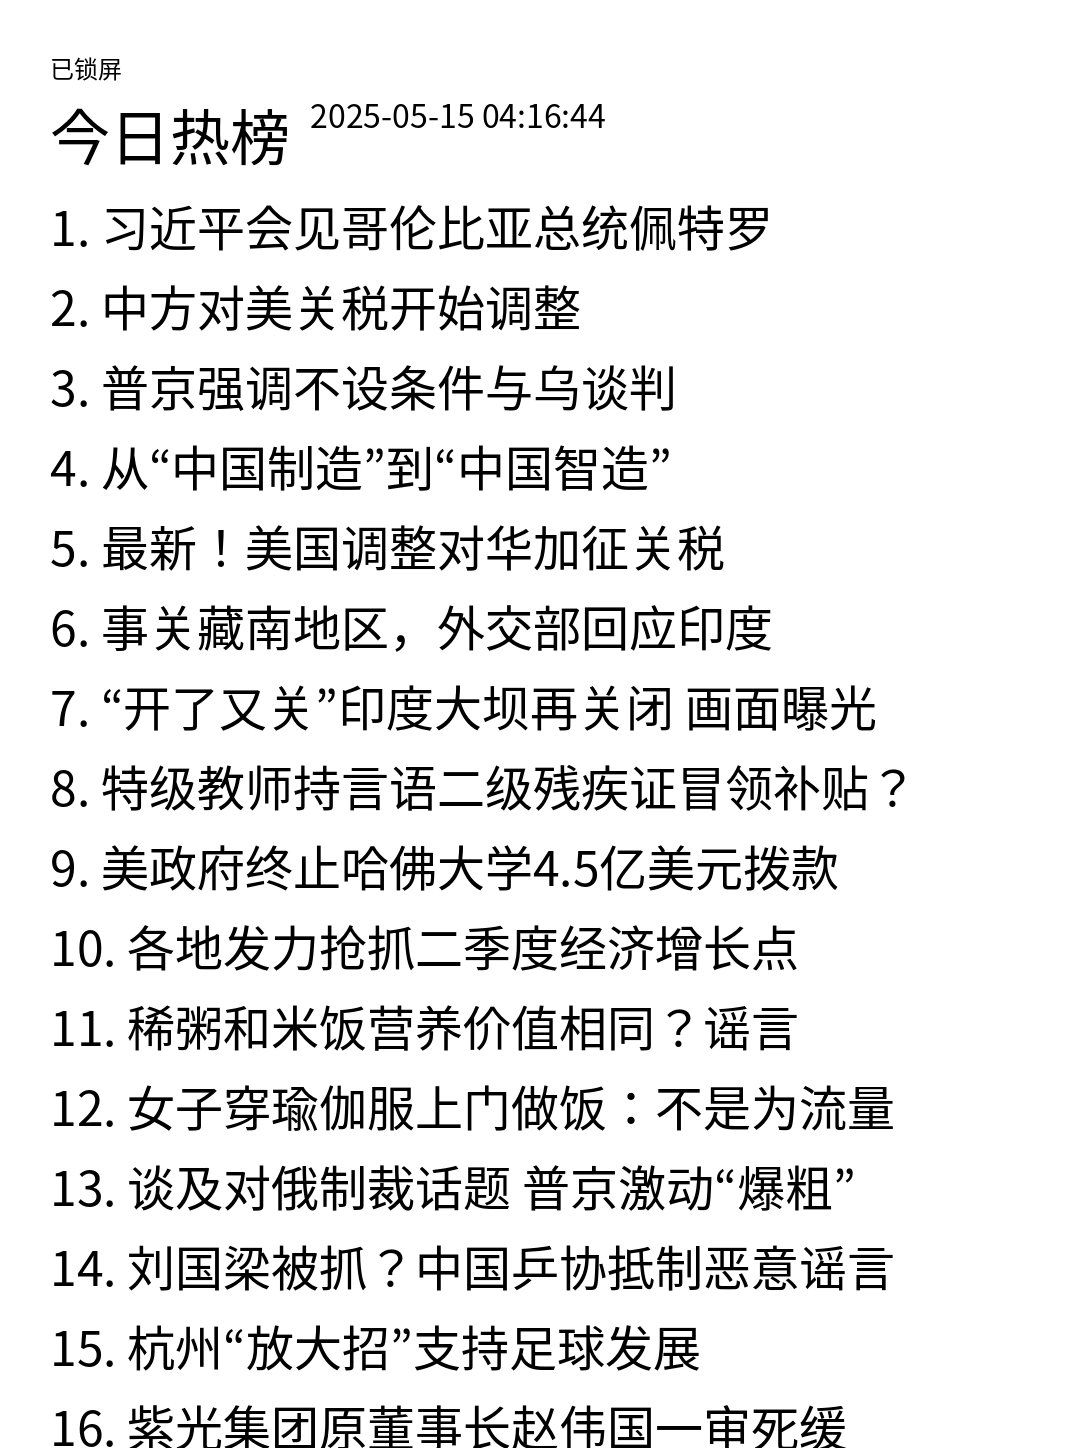 已锁屏
今日热榜 2025-05-15 04:16:44
1. 习近平会见哥伦比亚总统佩特罗
2. 中方对美关税开始调整
3. 普京强调不设条件与乌谈判
4. 从“中国制造”到“中国智造”
5. 最新！美国调整对华加征关税
6. 事关藏南地区，外交部回应印度
7. “开了又关”印度大坝再关闭 画面曝光
8. 特级教师持言语二级残疾证冒领补贴？
9. 美政府终止哈佛大学4.5亿美元拨款
10. 各地发力抢抓二季度经济增长点
11. 稀粥和米饭营养价值相同？谣言
12. 女子穿瑜伽服上门做饭：不是为流量
13. 谈及对俄制裁话题 普京激动“爆粗”
14. 刘国梁被抓？中国乒协抵制恶意谣言
15. 杭州“放大招”支持足球发展
16. 紫光集团原董事长赵伟国一审死缓